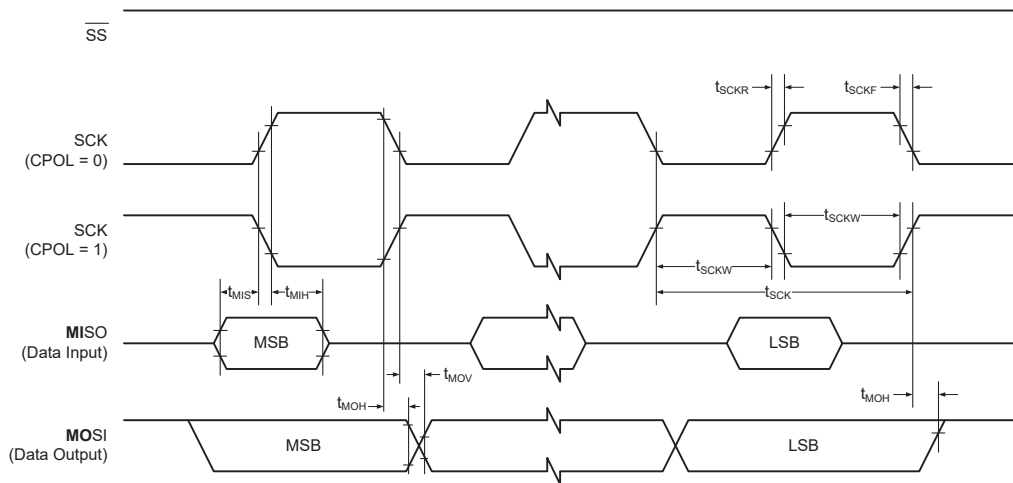 SS
tSCKR
tSCKF
SCK
(CPOL = 0)
SCK
(CPOL = 1)
tSCKW
tSCKW
tMIS
tMIH
tSCK
MISO
(Data Input)
MSB
LSB
tMOV
tMOH
tMOH
MOSI
(Data Output)
MSB
LSB